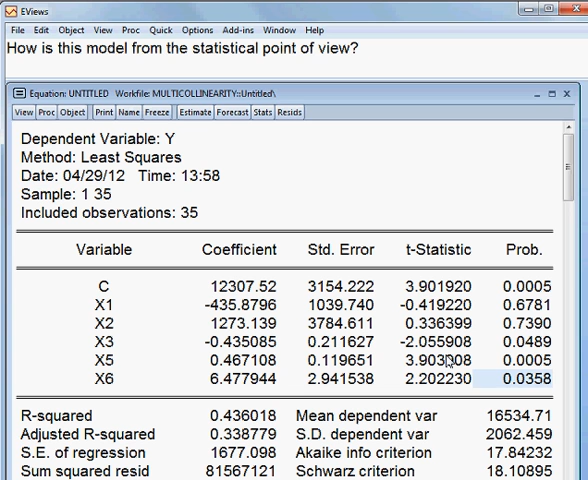 EViews
File Edit Object View Proc Quick Options Add-ins Window Help
How is this model from the statistical point of view?
Equation: UNTITLED Workfile: MULTICOLLINEARITY::Untitled\
View Proc Object Print Name Freeze Estimate Forecast Stats Resids
Dependent Variable: Y
Method: Least Squares
Date: 04/29/12 Time: 13:58
Sample: 1 35
Included observations: 35
Variable Coefficient Std. Error t-Statistic Prob.
C 12307.52 3154.222 3.901920 0.0005
X1 -435.8796 1039.740 -0.419220 0.6781
X2 1273.139 3784.611 0.336399 0.7390
X3 -0.435085 0.211627 -2.055908 0.0489
X5 0.467108 0.119651 0.0005
X6 6.477944 2.941538 2.202230 0.0358
R-squared 0.436018 Mean dependent var 16534.71
Adjusted R-squared 0.338779 S.D. dependent var 2062.459
S.E. of regression 1677.098 Akaike info criterion 17.84232
Sum squared resid 81567121 Schwarz criterion 18.10895